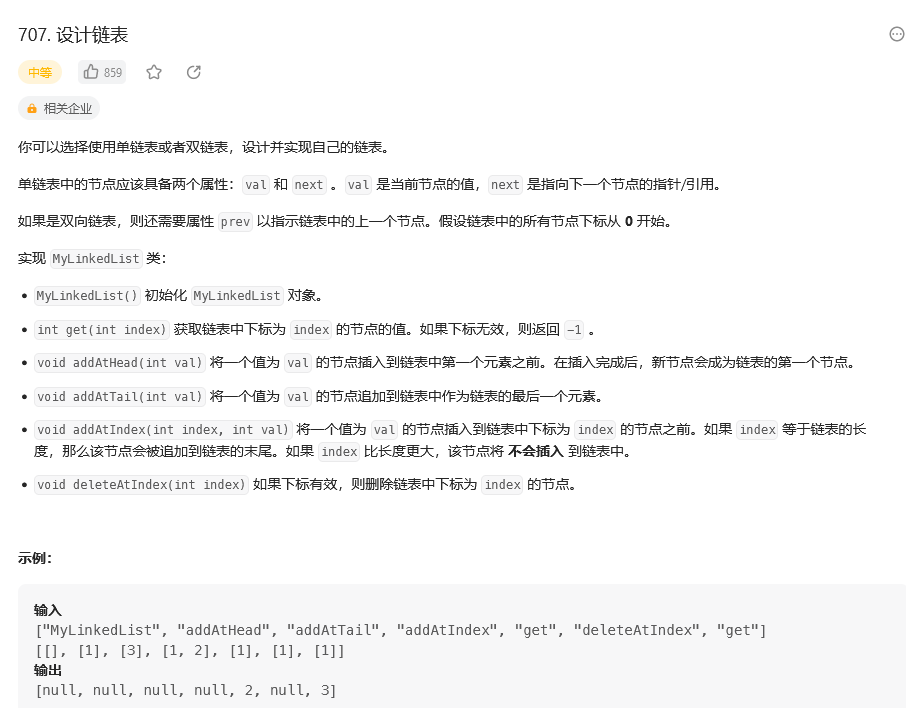 707. 设计链表
中等
859
相关企业
你可以选择使用单链表或者双链表，设计并实现自己的链表。
单链表中的节点应该具备两个属性：val 和 next 。val 是当前节点的值，next 是指向下一个节点的指针/引用。
如果是双向链表，则还需要属性 prev 以指示链表中的上一个节点。假设链表中的所有节点下标从 0 开始。
实现 MyLinkedList 类：
• MyLinkedList() 初始化 MyLinkedList 对象。
• int get(int index) 获取链表中下标为 index 的节点的值。如果下标无效，则返回 -1 。
• void addAtHead(int val) 将一个值为 val 的节点插入到链表中第一个元素之前。在插入完成后，新节点会成为链表的第一个节点。
• void addAtTail(int val) 将一个值为 val 的节点追加到链表中作为链表的最后一个元素。
• void addAtIndex(int index, int val) 将一个值为 val 的节点插入到链表中下标为 index 的节点之前。如果 index 等于链表的长
度，那么该节点会被追加到链表的末尾。如果 index 比长度更大，该节点将 不会插入 到链表中。
• void deleteAtIndex(int index) 如果下标有效，则删除链表中下标为 index 的节点。
示例：
输入
["MyLinkedList", "addAtHead", "addAtTail", "addAtIndex", "get", "deleteAtIndex", "get"]
[[], [1], [3], [1, 2], [1], [1], [1]]
输出
[null, null, null, null, 2, null, 3]